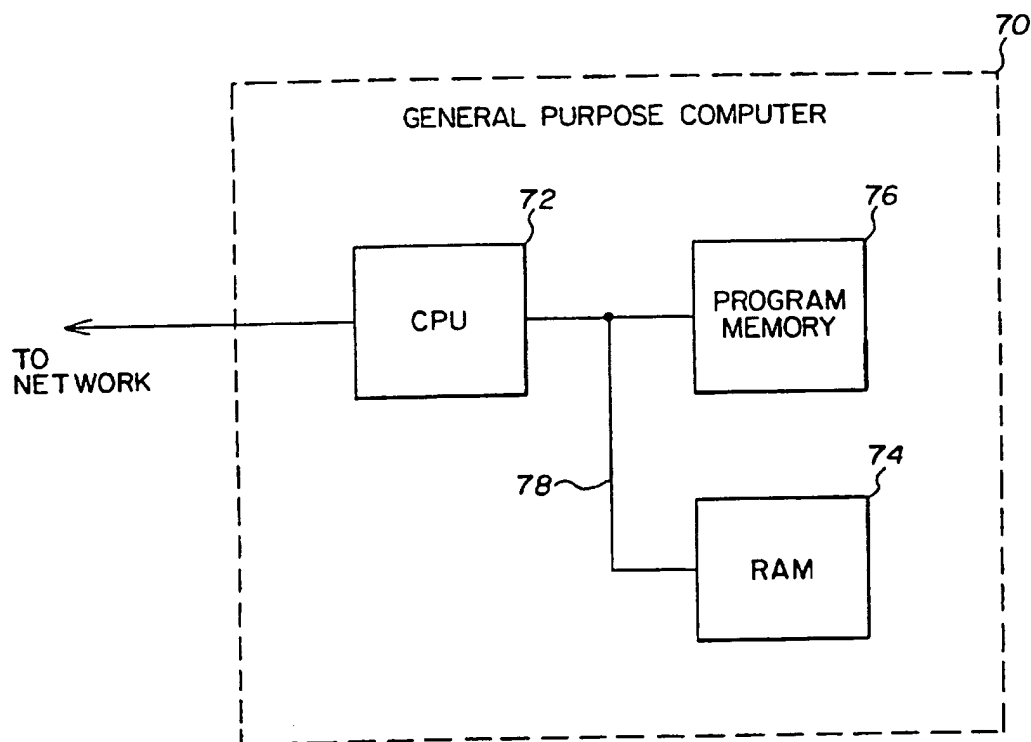 70
GENERAL PURPOSE COMPUTER
72
76
CPU
PROGRAM
MEMORY
TO
NETWORK
78
74
RAM